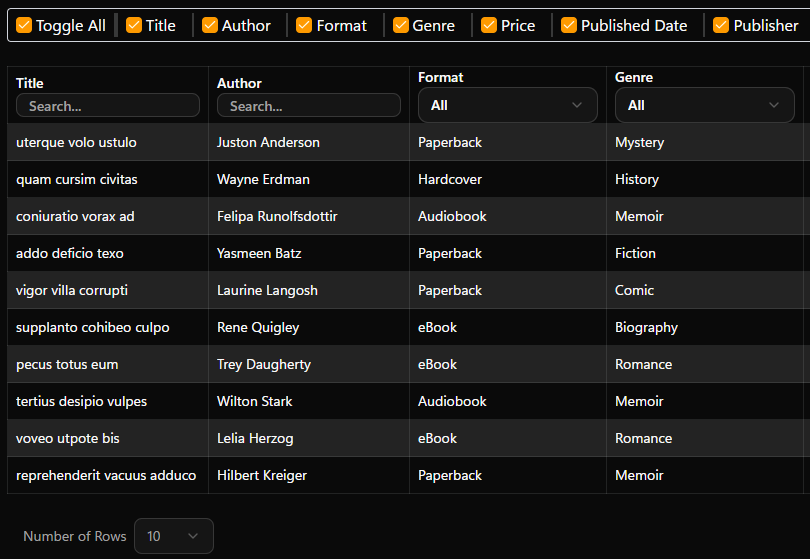 Toggle All Title Author Format Genre Price Published Date Publisher
Title Author Format Genre
Search... Search... All All
uterque volo ustulo Juston Anderson Paperback Mystery
quam cursim civitas Wayne Erdman Hardcover History
coniuratio vorax ad Felipa Runolfsdottir Audiobook Memoir
addo deficio texo Yasmeen Batz Paperback Fiction
vigor villa corrupti Laurine Langosh Paperback Comic
supplanto cohibeo culpo Rene Quigley eBook Biography
pecus totus eum Trey Daugherty eBook Romance
tertius desipio vulpes Wilton Stark Audiobook Memoir
voveo utpote bis Lelia Herzog eBook Romance
reprehenderit vacuus adduco Hilbert Kreiger Paperback Memoir
Number of Rows 10